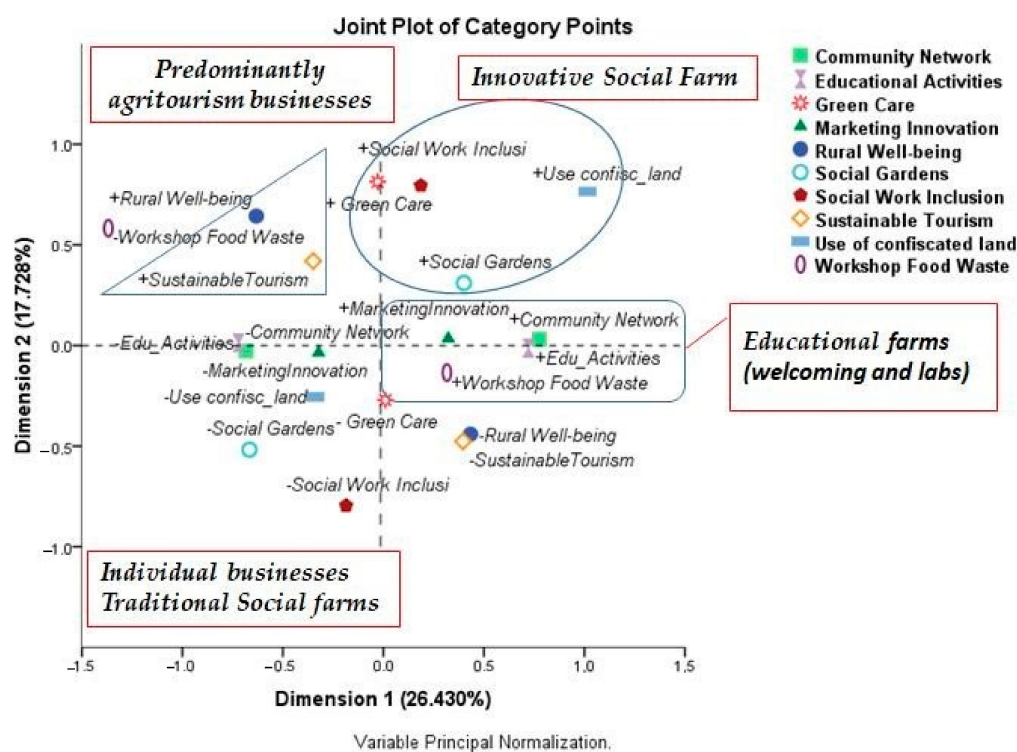 Joint Plot of Category Points
Predominantly
agritourism businesses
Innovative Social Farm
Community Network
Educational Activities
Green Care
Marketing Innovation
Rural Well-being
Social Gardens
Social Work Inclusion
Sustainable Tourism
Use of confiscated land
Workshop Food Waste
+Social Work Inclusi
+Use confisc_land
+Rural Well-being
+ Green Care
-Workshop Food Waste
+SustainableTourism
+Social Gardens
+MarketingInnovation
+Community Network
-Community Network
-Edu_Activities
+Edu_Activities
-MarketingInnovation
+Workshop Food Waste
-Use confisc_land
-Social Gardens
- Green Care
-Rural Well-being
-SustainableTourism
-Social Work Inclusi
Educational farms
(welcoming and labs)
Individual businesses
Traditional Social farms
Dimension 2 (17.728%)
1.0
0.5
0.0
-0.5
-1.0
-1.5
-1.0
-0.5
0.0
0.5
1.0
1.5
Dimension 1 (26.430%)
Variable Principal Normalization.